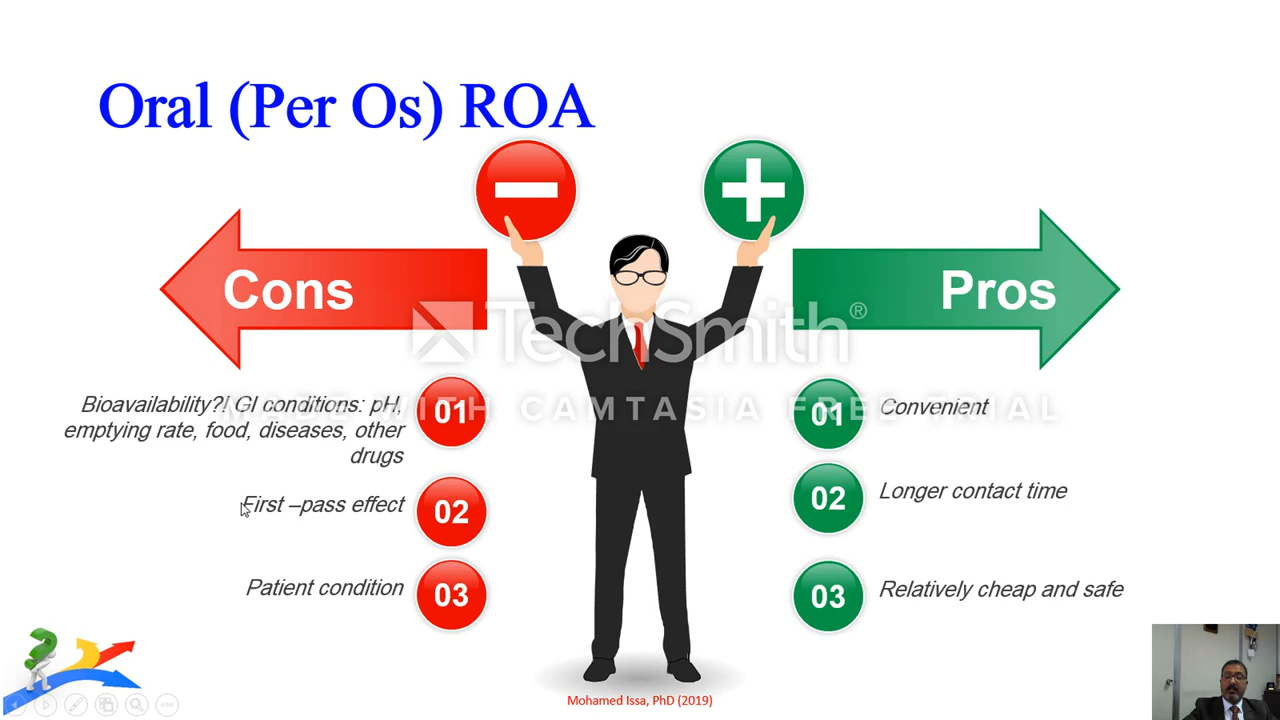 Oral (Per Os) ROA
Cons
Pros
TechSmith®
MADE WITH CAMTASIA FREE TRIAL
Bioavailability?! GI conditions: pH,
emptying rate, food, diseases, other
drugs
01
First –pass effect
02
Patient condition
03
01
Convenient
02
Longer contact time
03
Relatively cheap and safe
Mohamed Issa, PhD (2019)